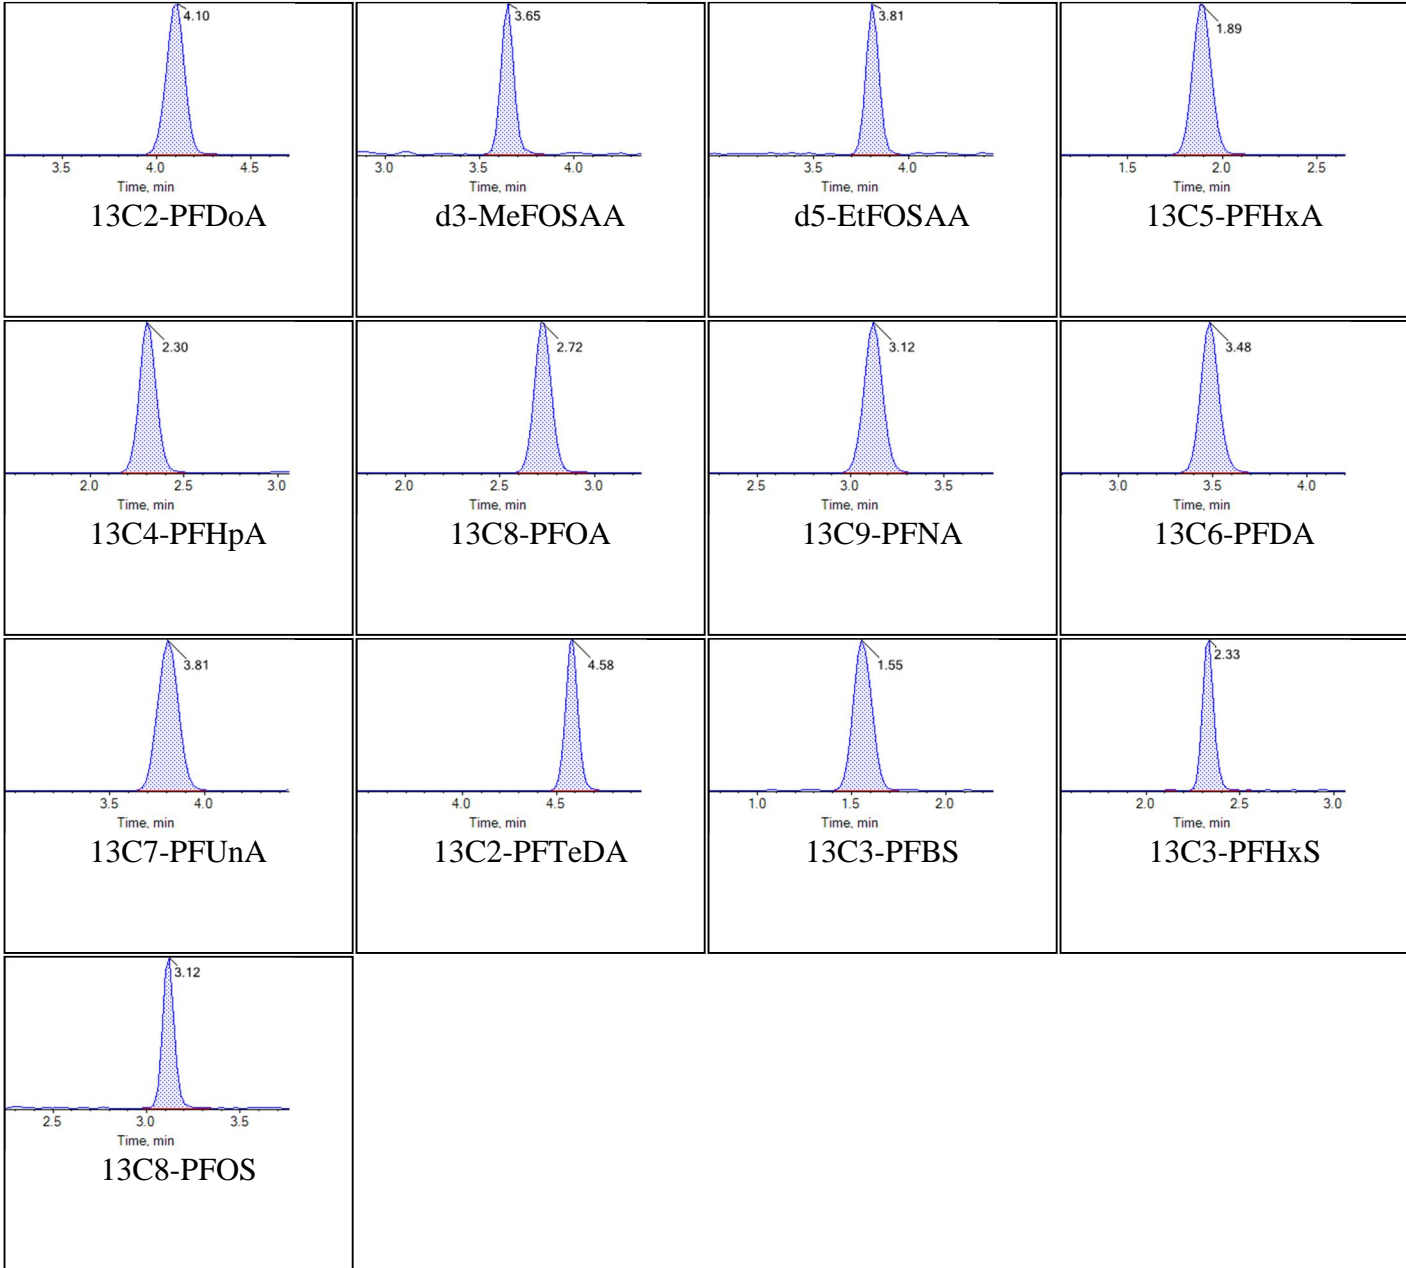 4.10
3.5 4.0 4.5
Time, min
13C2-PFDoA
3.65
3.0 3.5 4.0
Time, min
d3-MeFOSAA
3.81
3.5 4.0
Time, min
d5-EtFOSAA
1.89
1.5 2.0 2.5
Time, min
13C5-PFHxA
2.30
2.0 2.5 3.0
Time, min
13C4-PFHpA
2.72
2.0 2.5 3.0
Time, min
13C8-PFOA
3.12
2.5 3.0 3.5
Time, min
13C9-PFNA
3.48
3.0 3.5 4.0
Time, min
13C6-PFDA
3.81
3.5 4.0
Time, min
13C7-PFUnA
4.58
4.0 4.5
Time, min
13C2-PFTeDA
1.55
1.0 1.5 2.0
Time, min
13C3-PFBS
2.33
2.0 2.5 3.0
Time, min
13C3-PFHxS
3.12
2.5 3.0 3.5
Time, min
13C8-PFOS